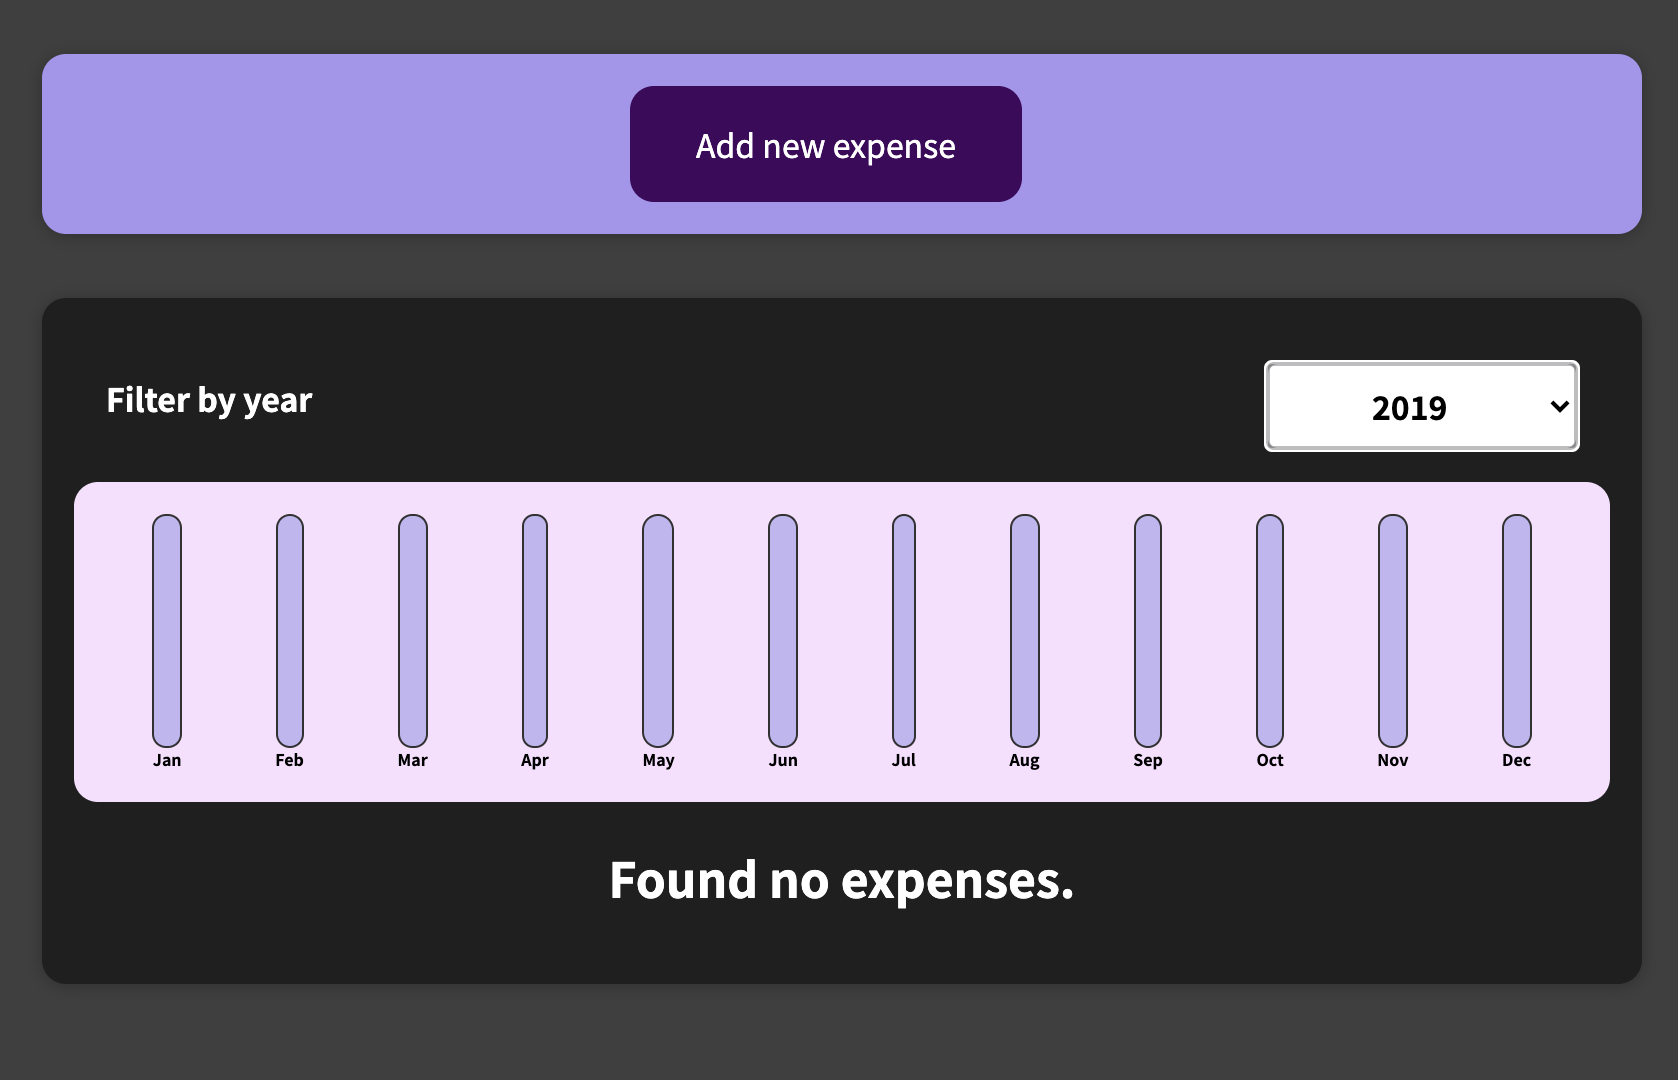 Add new expense
Filter by year
2019
Jan Feb Mar Apr May Jun Jul Aug Sep Oct Nov Dec
Found no expenses.